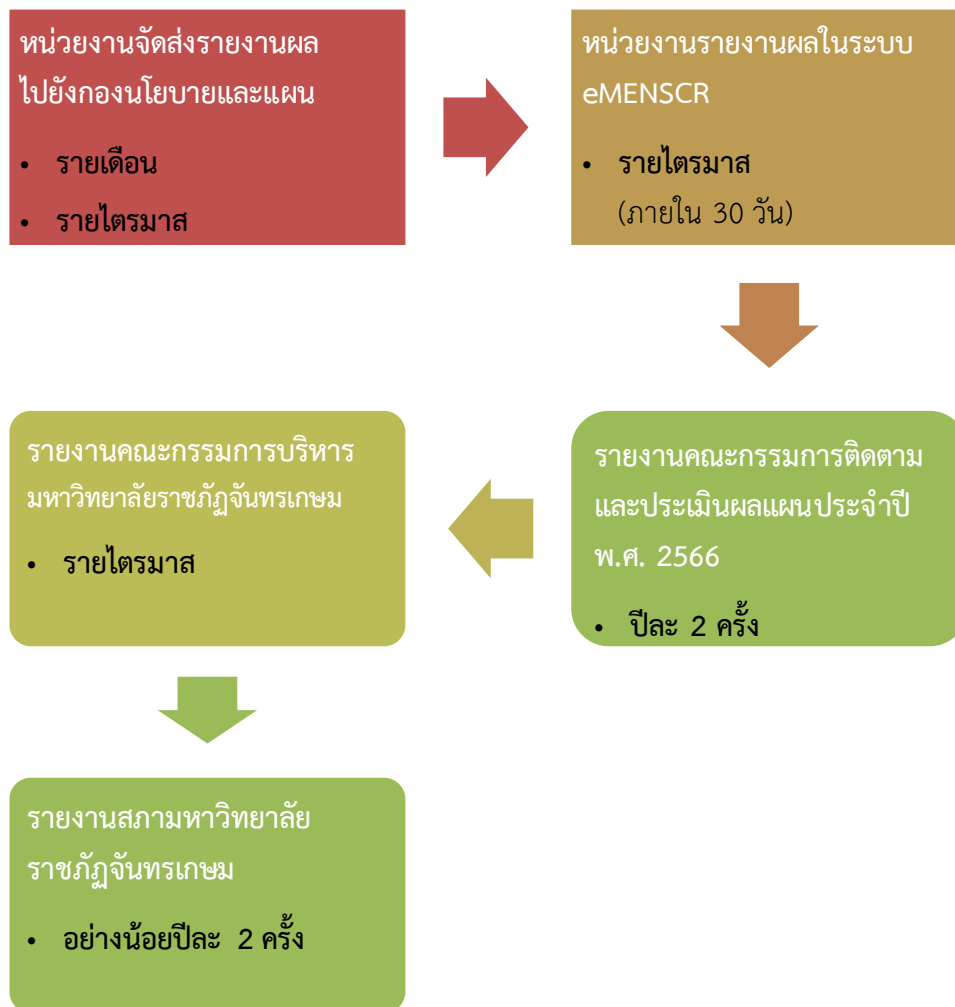 หน่วยงานจัดส่งรายงานผล
ไปยังกองนโยบายและแผน
• รายเดือน
• รายไตรมาส
หน่วยงานรายงานผลในระบบ
eMENSCR
• รายไตรมาส
(ภายใน 30 วัน)
รายงานคณะกรรมการติดตาม
และประเมินผลแผนประจำปี
พ.ศ. 2566
• ปีละ 2 ครั้ง
รายงานคณะกรรมการบริหาร
มหาวิทยาลัยราชภัฏจันทรเกษม
• รายไตรมาส
รายงานสภามหาวิทยาลัย
ราชภัฏจันทรเกษม
• อย่างน้อยปีละ 2 ครั้ง